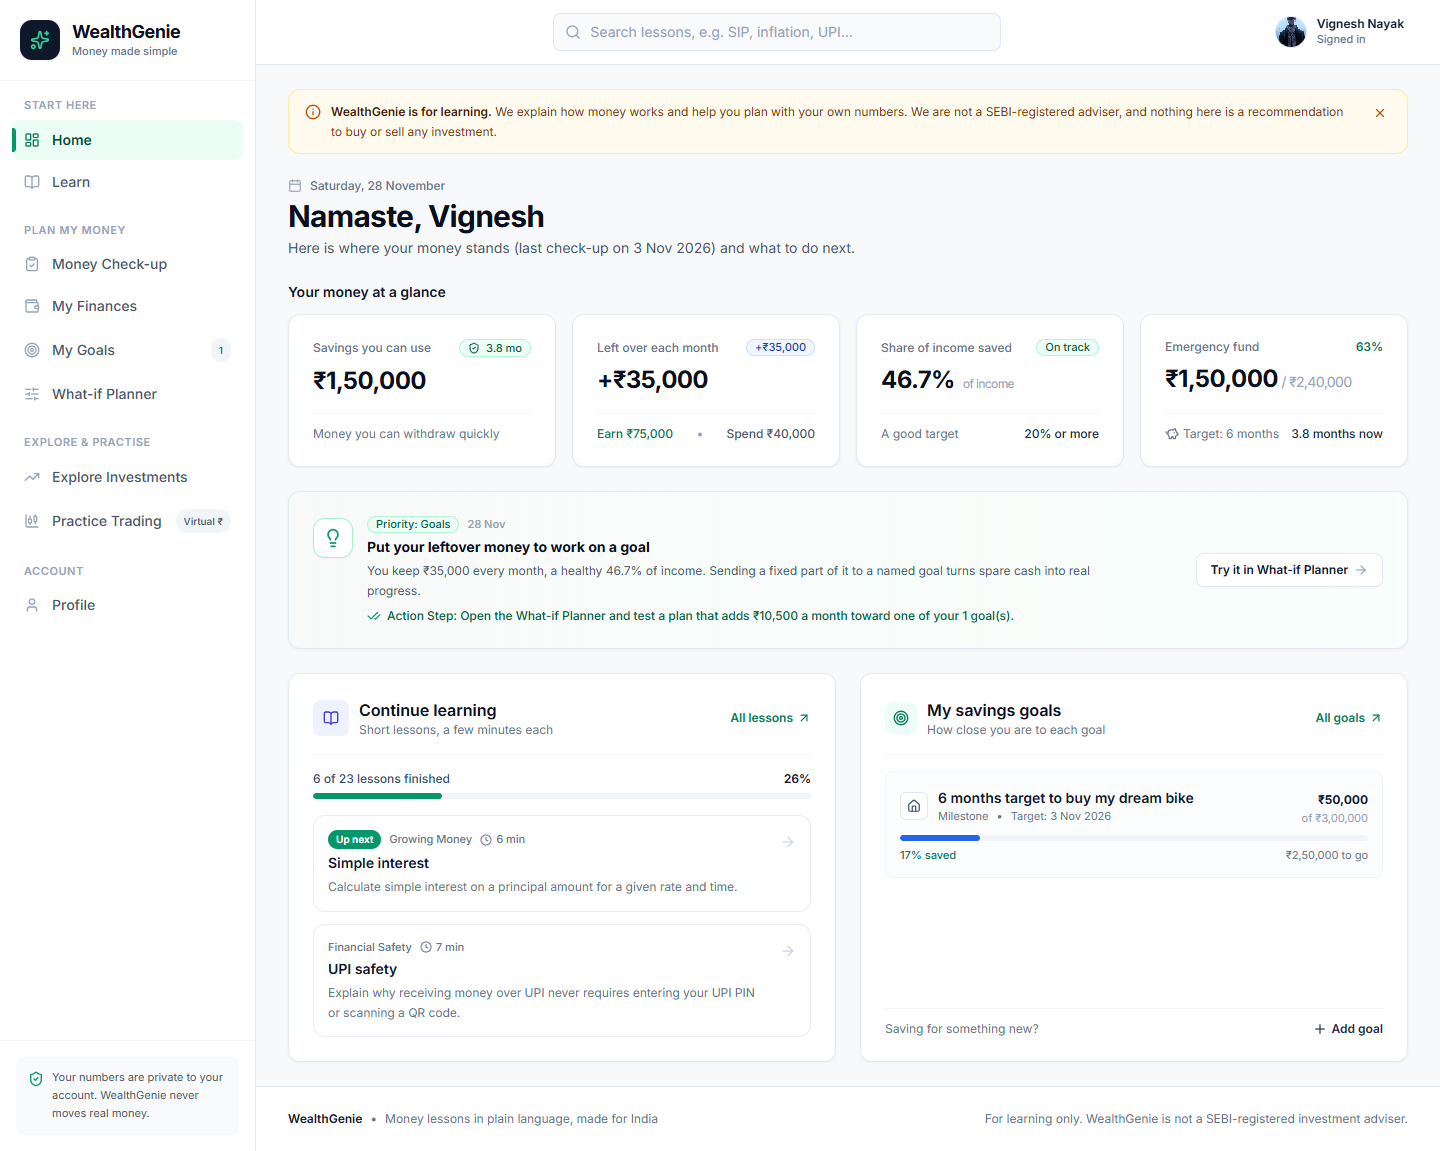 WealthGenie
Money made simple
START HERE
Home
Learn
PLAN MY MONEY
Money Check-up
My Finances
My Goals
1
What-if Planner
EXPLORE & PRACTISE
Explore Investments
Practice Trading
Virtual ₹
ACCOUNT
Profile
Your numbers are private to your
account. WealthGenie never
moves real money.
Search lessons, e.g. SIP, inflation, UPI...
Vignesh Nayak
Signed in
WealthGenie is for learning. We explain how money works and help you plan with your own numbers. We are not a SEBI-registered adviser, and nothing here is a recommendation
to buy or sell any investment.
Saturday, 28 November
Namaste, Vignesh
Here is where your money stands (last check-up on 3 Nov 2026) and what to do next.
Your money at a glance
Savings you can use
3.8 mo
₹1,50,000
Money you can withdraw quickly
Left over each month
+₹35,000
+₹35,000
Earn ₹75,000 • Spend ₹40,000
Share of income saved
On track
46.7% of income
A good target
20% or more
Emergency fund
63%
₹1,50,000 / ₹2,40,000
Target: 6 months
3.8 months now
Priority: Goals
28 Nov
Put your leftover money to work on a goal
You keep ₹35,000 every month, a healthy 46.7% of income. Sending a fixed part of it to a named goal turns spare cash into real
progress.
Action Step: Open the What-if Planner and test a plan that adds ₹10,500 a month toward one of your 1 goal(s).
Try it in What-if Planner
Continue learning
Short lessons, a few minutes each
All lessons
6 of 23 lessons finished
26%
Up next
Growing Money
6 min
Simple interest
Calculate simple interest on a principal amount for a given rate and time.
Financial Safety
7 min
UPI safety
Explain why receiving money over UPI never requires entering your UPI PIN
or scanning a QR code.
My savings goals
How close you are to each goal
All goals
6 months target to buy my dream bike
Milestone • Target: 3 Nov 2026
₹50,000
of ₹3,00,000
17% saved
₹2,50,000 to go
Saving for something new?
Add goal
WealthGenie • Money lessons in plain language, made for India
For learning only. WealthGenie is not a SEBI-registered investment adviser.